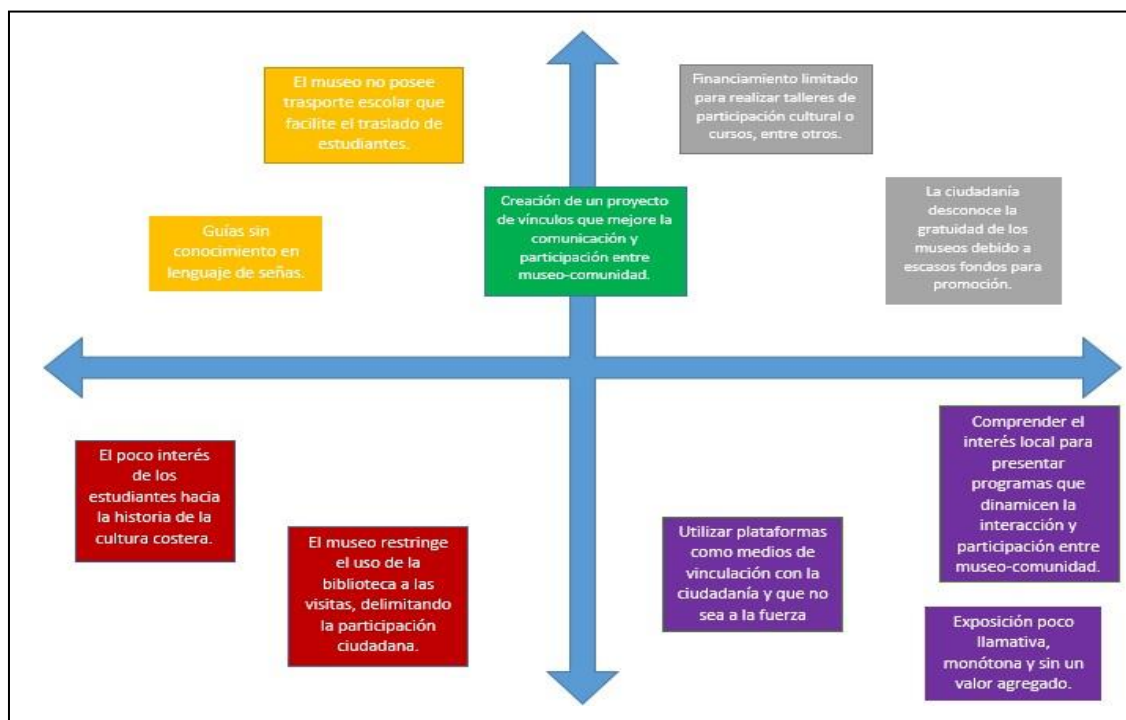 El museo no posee
trasporte escolar que
facilite el traslado de
estudiantes.
Financiamiento limitado
para realizar talleres de
participación cultural o
cursos, entre otros.
Guías sin
conocimiento en
lenguaje de señas.
Creación de un proyecto
de vínculos que mejore la
comunicación y
participación entre
museo-comunidad.
La ciudadanía
desconoce la
gratuidad de los
museos debido a
escasos fondos para
promoción.
El poco interés
de los
estudiantes hacia
la historia de la
cultura costera.
El museo restringe
el uso de la
biblioteca a las
visitas, delimitando
la participación
ciudadana.
Utilizar plataformas
como medios de
vinculación con la
ciudadanía y que no
sea a la fuerza
Comprender el
interés local para
presentar
programas que
dinamicen la
interacción y
participación entre
museo-comunidad.
Exposición poco
llamativa,
monótona y sin un
valor agregado.